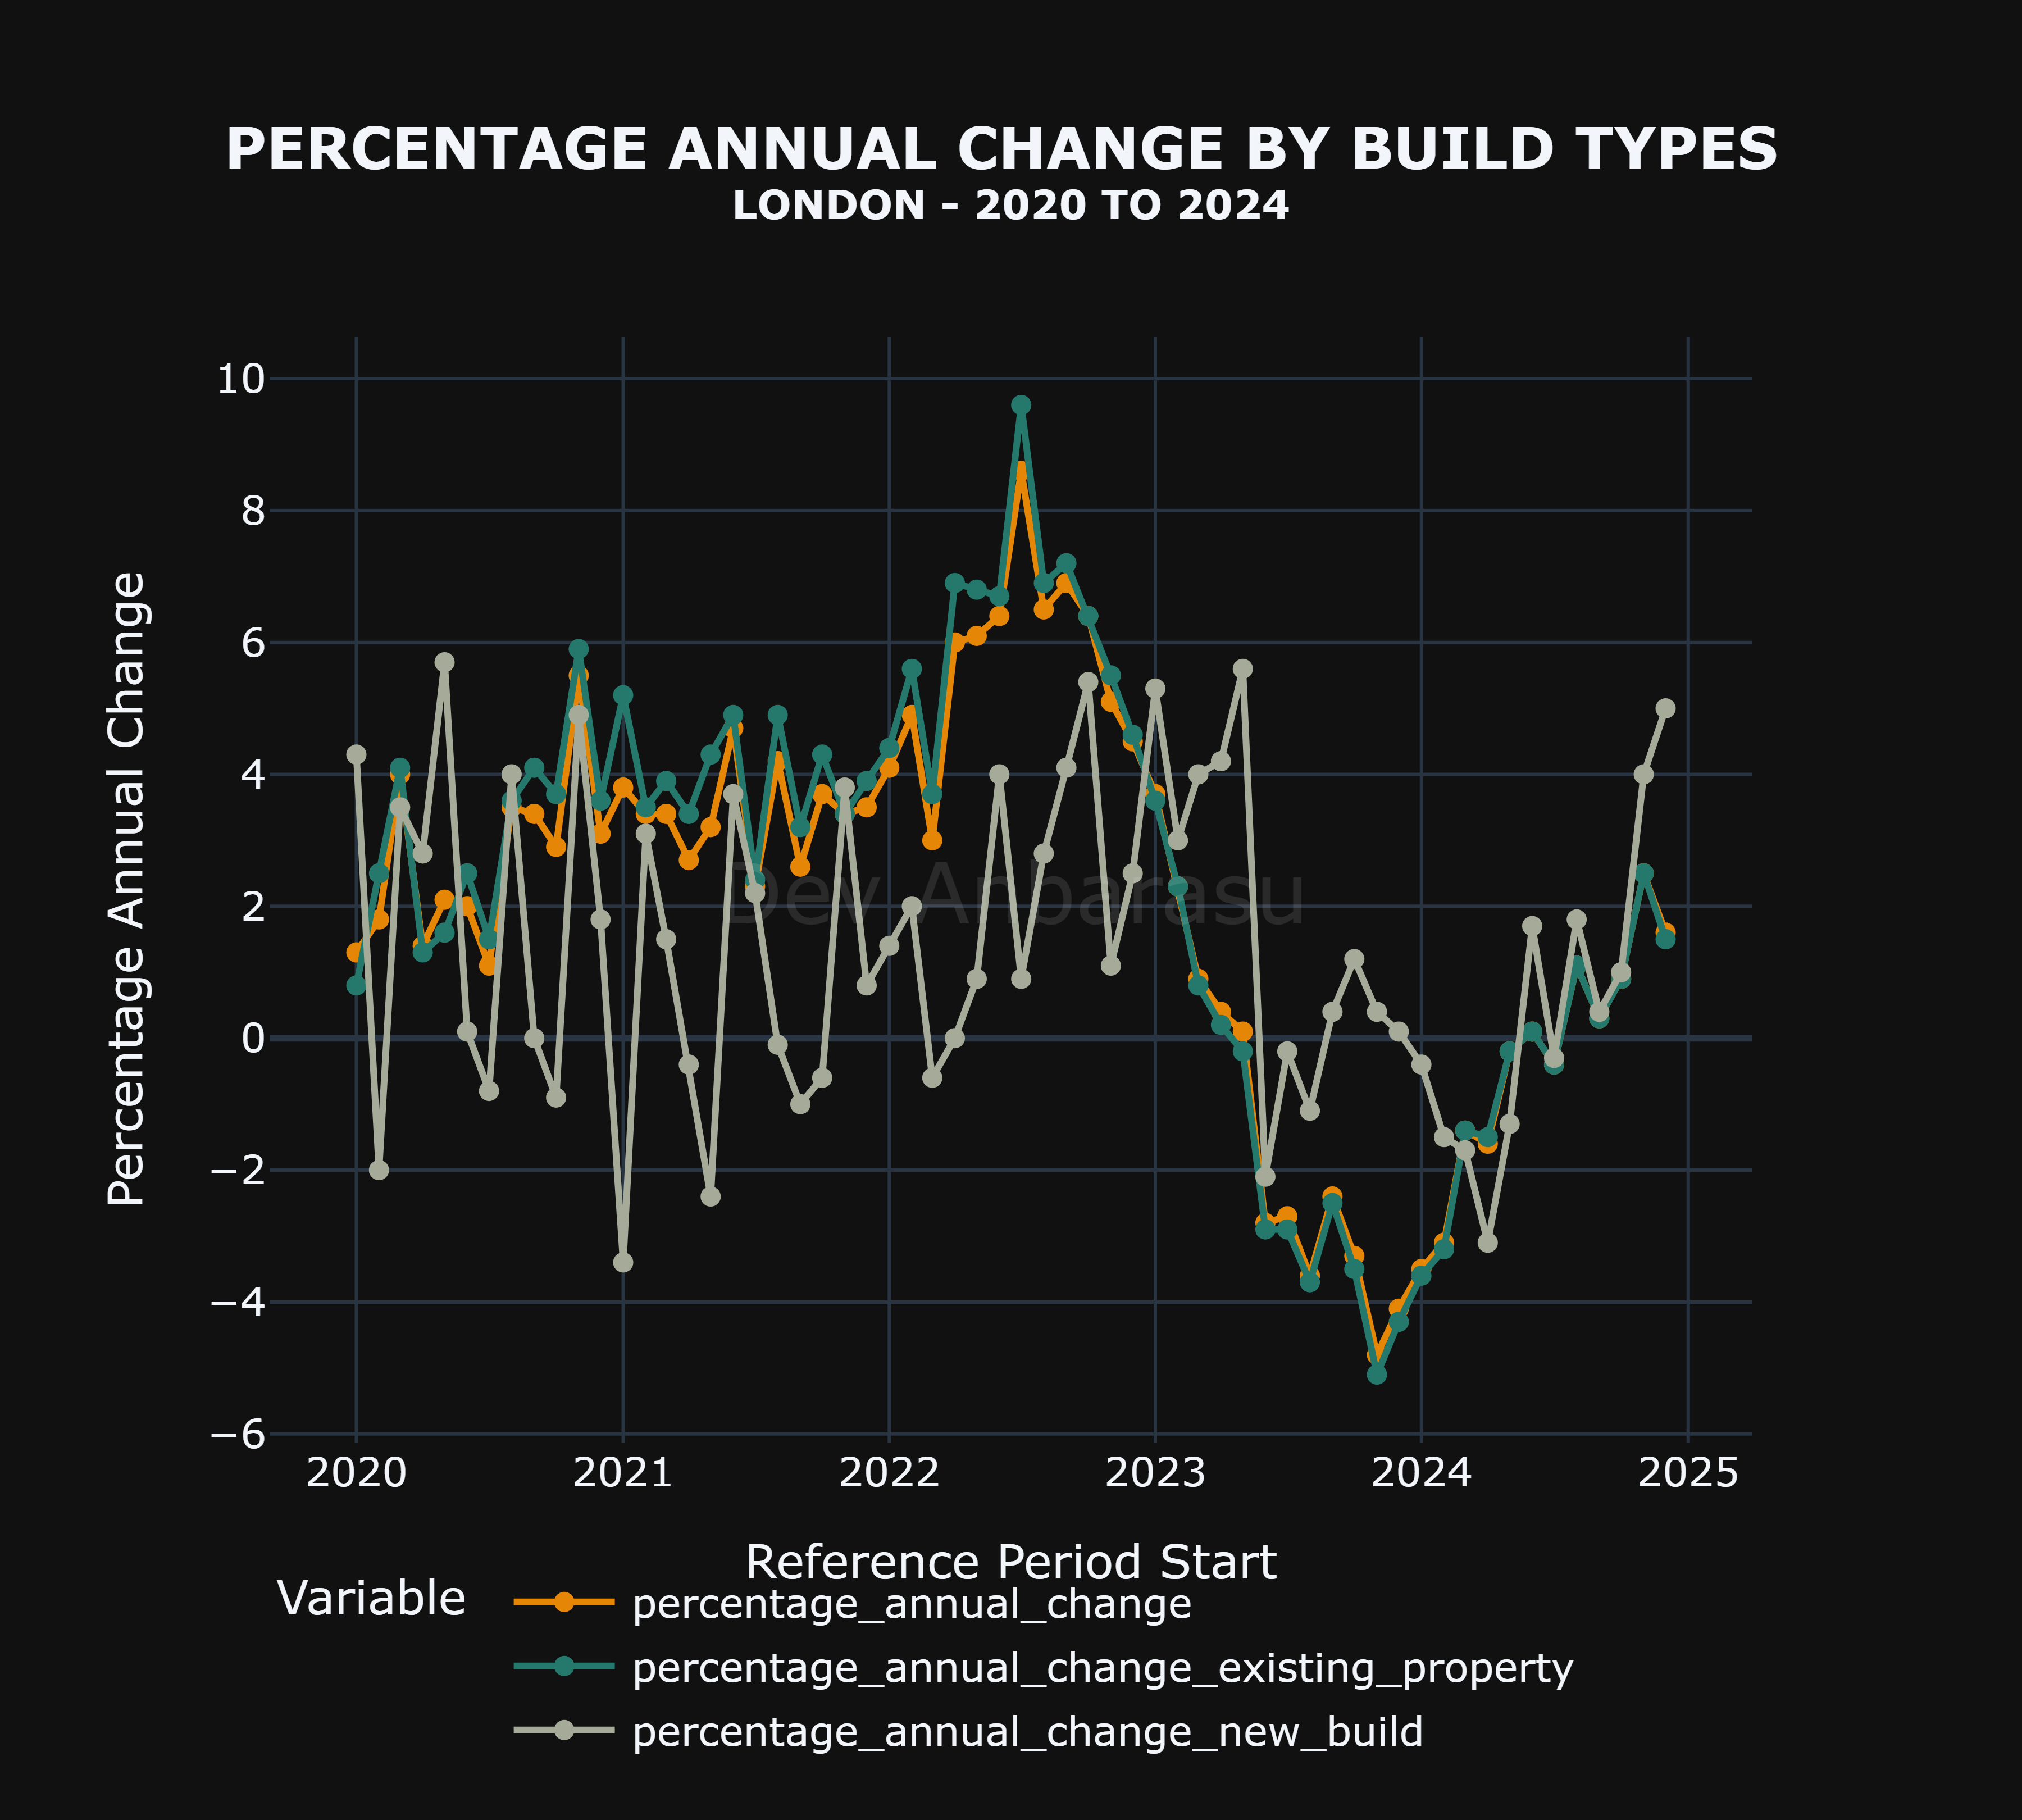 PERCENTAGE ANNUAL CHANGE BY BUILD TYPES
LONDON – 2020 TO 2024
Percentage Annual Change
10
8
6
4
2
0
−2
−4
−6
Dev Anbarasu
2020 2021 2022 2023 2024 2025
Reference Period Start
Variable
percentage_annual_change
percentage_annual_change_existing_property
percentage_annual_change_new_build